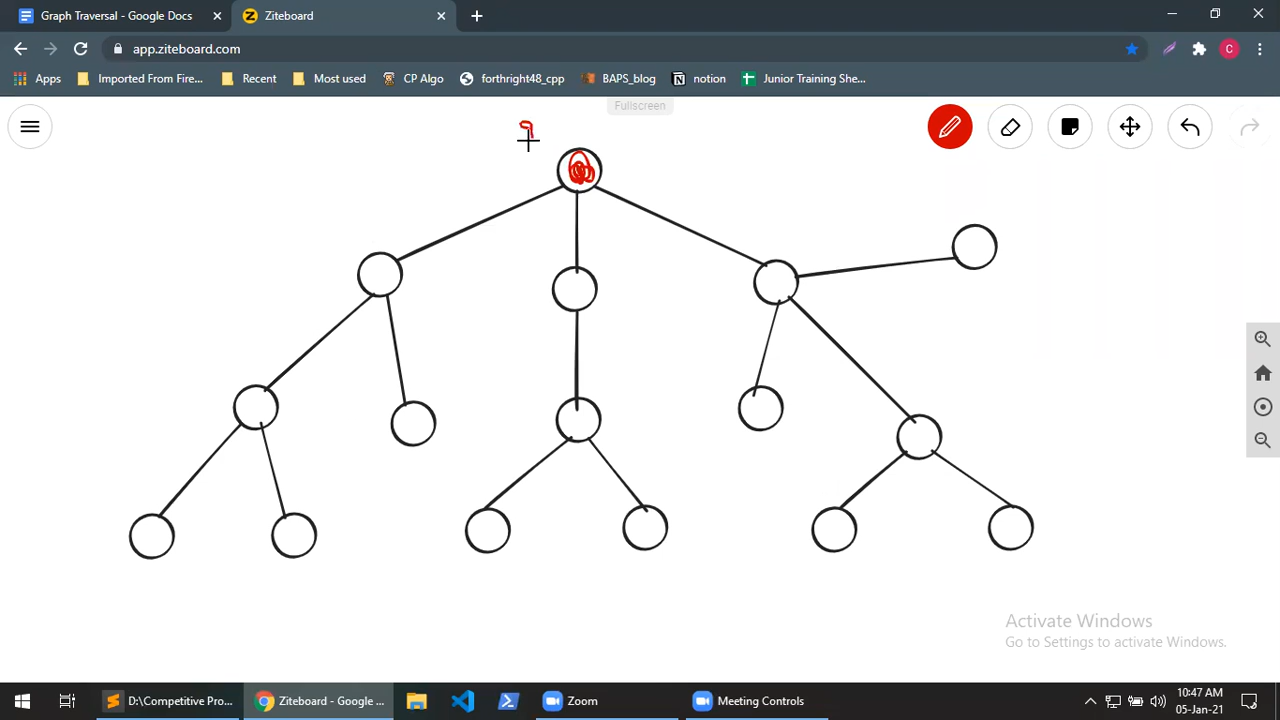 Graph Traversal - Google Docs
Ziteboard
app.ziteboard.com
C
Apps
Imported From Fire...
Recent
Most used
CP Algo
forthright48_cpp
BAPS_blog
notion
Junior Training She...
Fullscreen
Activate Windows
Go to Settings to activate Windows.
D:\Competitive Pro...
Ziteboard - Google ...
Zoom
Meeting Controls
10:47 AM
05-Jan-21